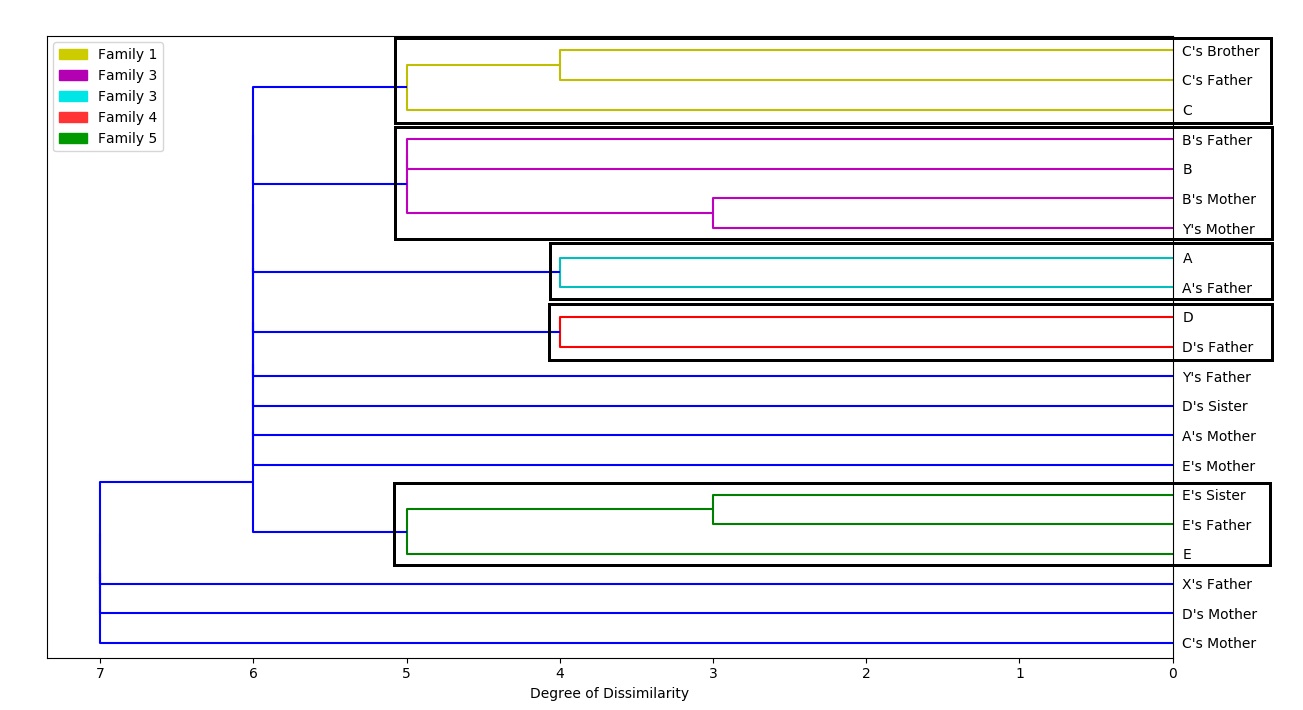 Family 1
Family 3
Family 3
Family 4
Family 5
C's Brother
C's Father
C
B's Father
B
B's Mother
Y's Mother
A
A's Father
D
D's Father
Y's Father
D's Sister
A's Mother
E's Mother
E's Sister
E's Father
E
X's Father
D's Mother
C's Mother
7 6 5 4 3 2 1 0
Degree of Dissimilarity